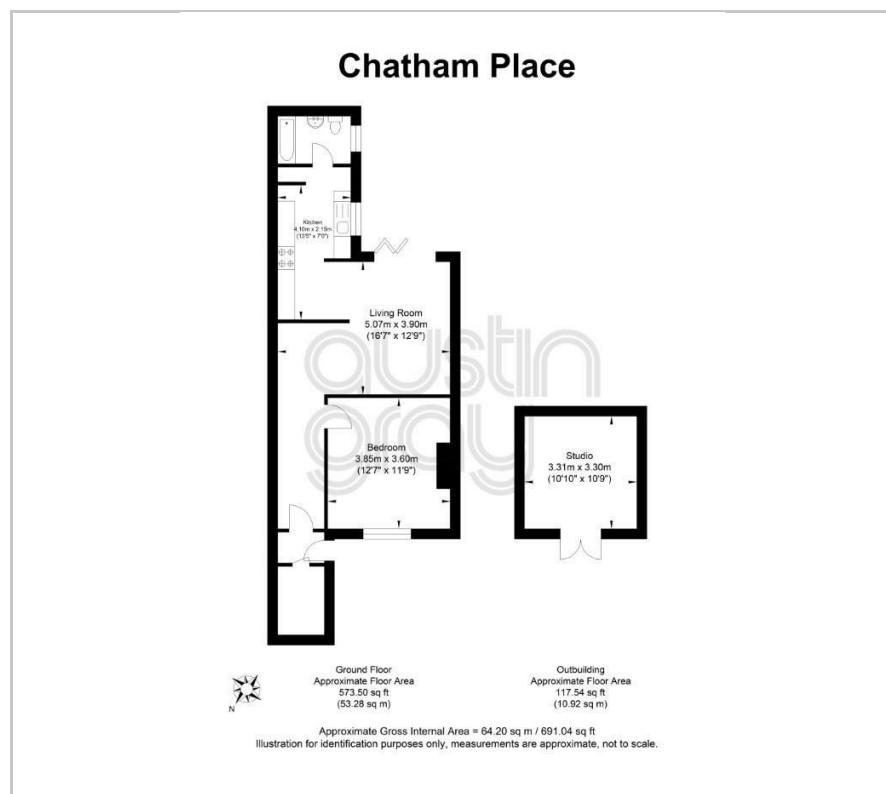 Chatham Place
Kitchen
4.10m x 2.15m
(13'5" x 7'0")
Living Room
5.07m x 3.90m
(16'7" x 12'9")
austin
gray
Bedroom
3.85m x 3.60m
(12'7" x 11'9")
Studio
3.31m x 3.30m
(10'10" x 10'9")
N
Ground Floor
Approximate Floor Area
573.50 sq ft
(53.28 sq m)
Outbuilding
Approximate Floor Area
117.54 sq ft
(10.92 sq m)
Approximate Gross Internal Area = 64.20 sq m / 691.04 sq ft
Illustration for identification purposes only, measurements are approximate, not to scale.